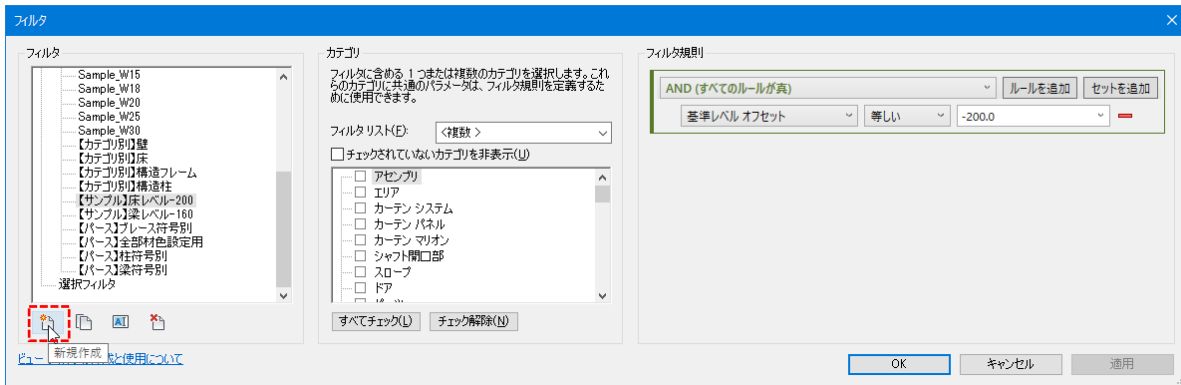 フィルタ
フィルタ
Sample_W15
Sample_W18
Sample_W20
Sample_W25
Sample_W30
【カテゴリ別】壁
【カテゴリ別】床
【カテゴリ別】構造フレーム
【カテゴリ別】構造柱
【サンプル】床レベル-200
【サンプル】梁レベル-160
【パース】ブレース符号別
【パース】全部材色設定用
【パース】柱符号別
【パース】梁符号別
選択フィルタ
新規作成
ビュー
成と使用について
カテゴリ
フィルタに含める 1 つまたは複数のカテゴリを選択します。これ
らのカテゴリに共通のパラメータは、フィルタ規則を定義するた
めに使用できます。
フィルタ リスト(F):
<複数>
チェックされていないカテゴリを非表示(U)
アセンブリ
エリア
カーテン システム
カーテン パネル
カーテン マリオン
シャフト開口部
スロープ
ドア
すべてチェック(L)
チェック解除(N)
フィルタ規則
AND (すべてのルールが真)
ルールを追加
セットを追加
基準レベル オフセット
等しい
-200.0
OK
キャンセル
適用